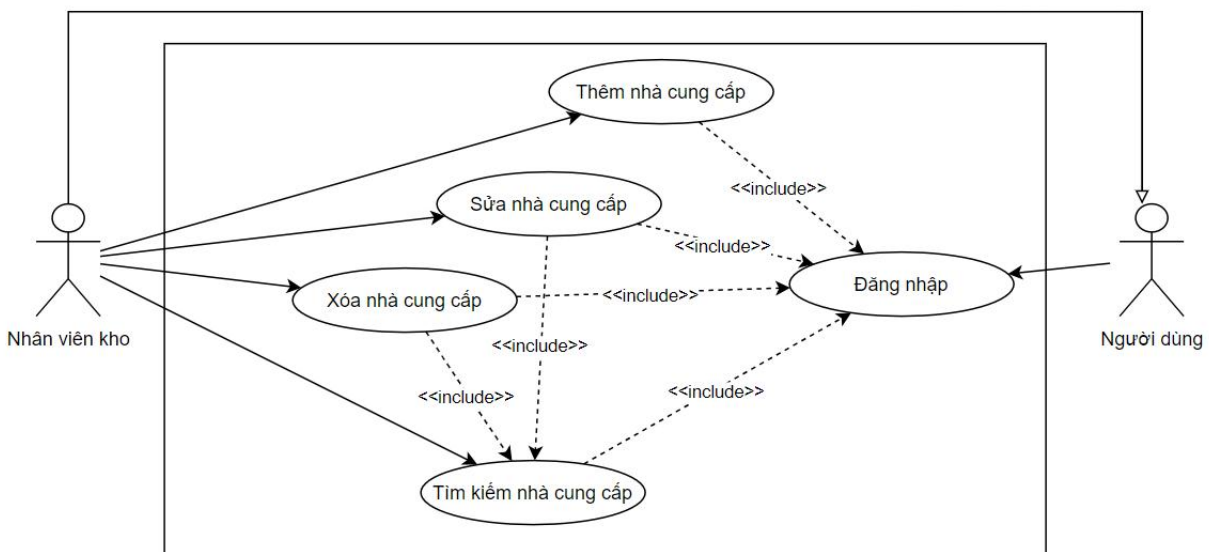 Thêm nhà cung cấp
<<include>>
Sửa nhà cung cấp
<<include>>
Xóa nhà cung cấp
<<include>>
Đăng nhập
Nhân viên kho
Người dùng
<<include>>
<<include>>
<<include>>
Tìm kiếm nhà cung cấp